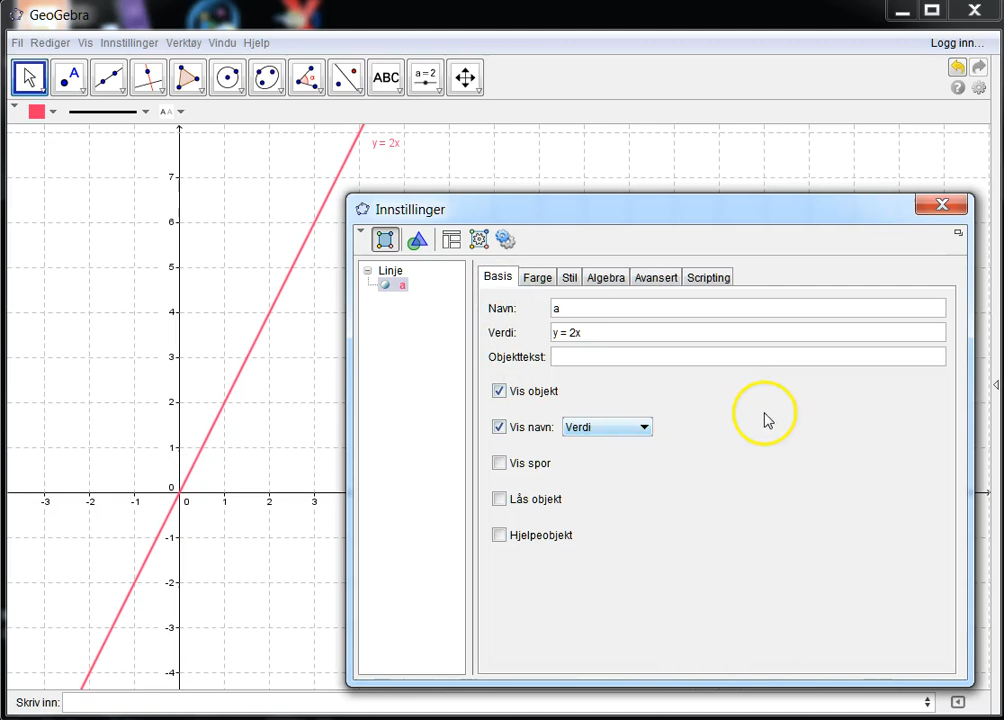 GeoGebra
Fil Rediger Vis Innstillinger Verktøy Vindu Hjelp Logg inn...
A ABC a=2
AA
y = 2x
7
6
5
4
3
2
1
0
-3 -2 -1 0 1 2 3
-1
-2
-3
-4
Innstillinger
Linje
a
Basis Farge Stil Algebra Avansert Scripting
Navn: a
Verdi: y = 2x
Objekttekst:
Vis objekt
Vis navn: Verdi
Vis spor
Lås objekt
Hjelpeobjekt
Skriv inn: